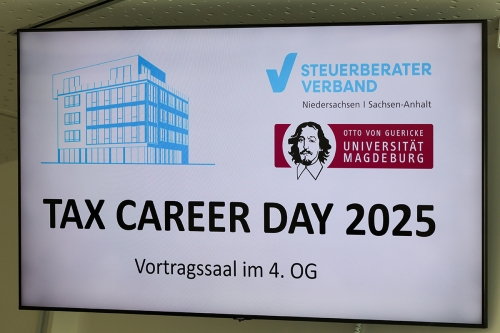 STEUERBERATER
VERBAND
Niedersachsen | Sachsen-Anhalt
OTTO VON GUERICKE
UNIVERSITÄT
MAGDEBURG
TAX CAREER DAY 2025
Vortragssaal im 4. OG